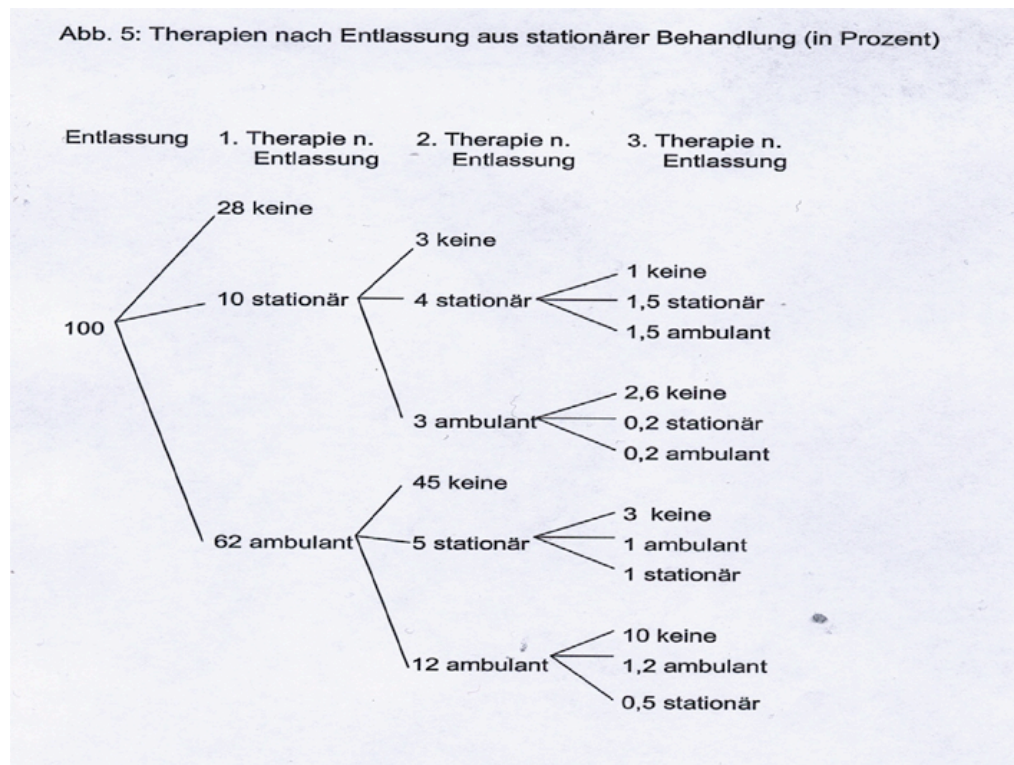 Abb. 5: Therapien nach Entlassung aus stationärer Behandlung (in Prozent)
Entlassung 1. Therapie n. 2. Therapie n. 3. Therapie n.
Entlassung Entlassung Entlassung
28 keine
3 keine
1 keine
100 10 stationär 4 stationär 1,5 stationär
1,5 ambulant
2,6 keine
3 ambulant 0,2 stationär
0,2 ambulant
45 keine
3 keine
62 ambulant 5 stationär 1 ambulant
1 stationär
10 keine
12 ambulant 1,2 ambulant
0,5 stationär